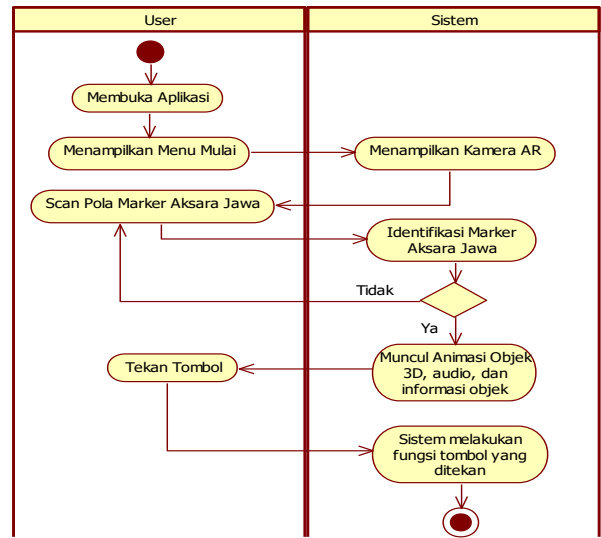 User
Sistem
Membuka Aplikasi
Menampilkan Menu Mulai
Menampilkan Kamera AR
Scan Pola Marker Aksara Jawa
Identifikasi Marker
Aksara Jawa
Tidak
Ya
Muncul Animasi Objek
3D, audio, dan
informasi objek
Tekan Tombol
Sistem melakukan
fungsi tombol yang
ditekan